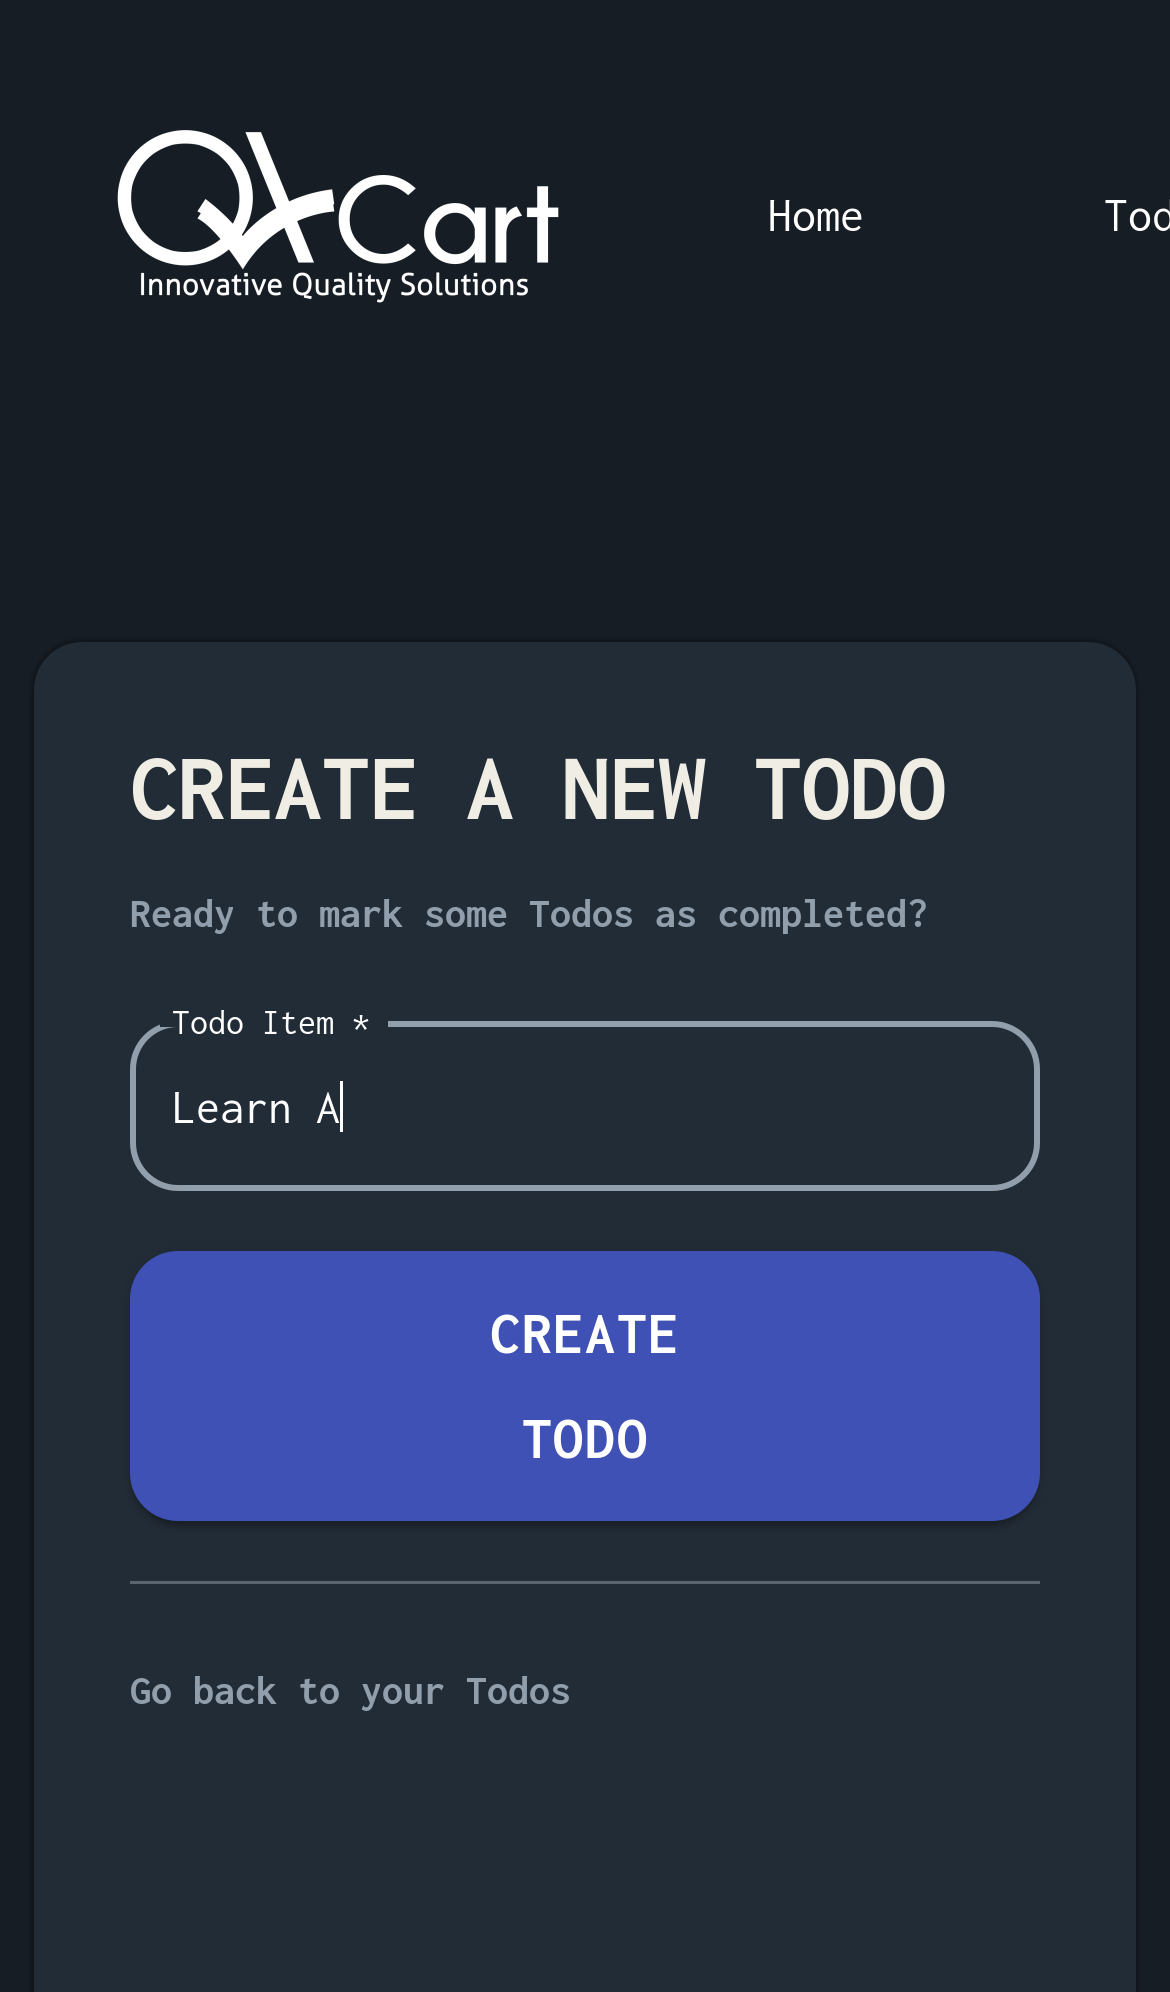 QACart
Innovative Quality Solutions
Home
CREATE A NEW TODO
Ready to mark some Todos as completed?
Todo Item *
Learn A
CREATE
TODO
Go back to your Todos